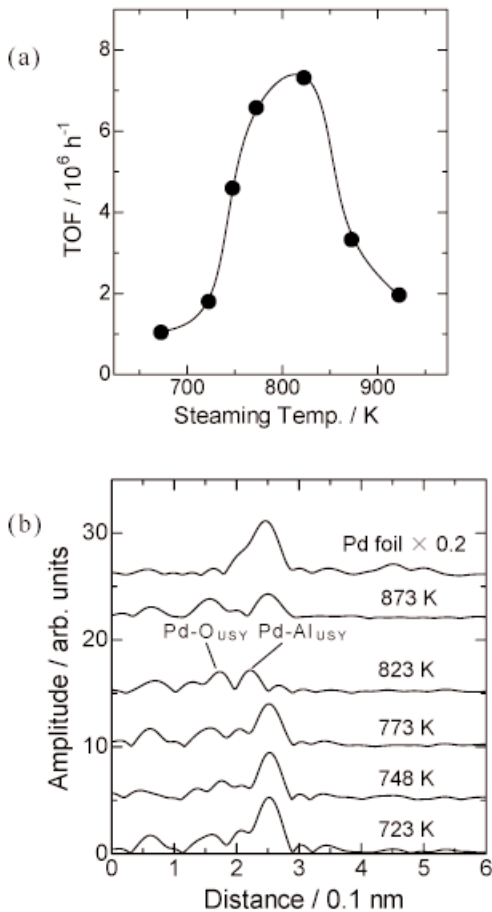 (a)
8
6
4
2
0
TOF / 10⁶ h⁻¹
700 800 900
Steaming Temp. / K
(b)
30
20
10
0
Amplitude / arb. units
Pd foil × 0.2
873 K
Pd-O_USY Pd-Al_USY
823 K
773 K
748 K
723 K
0 1 2 3 4 5 6
Distance / 0.1 nm